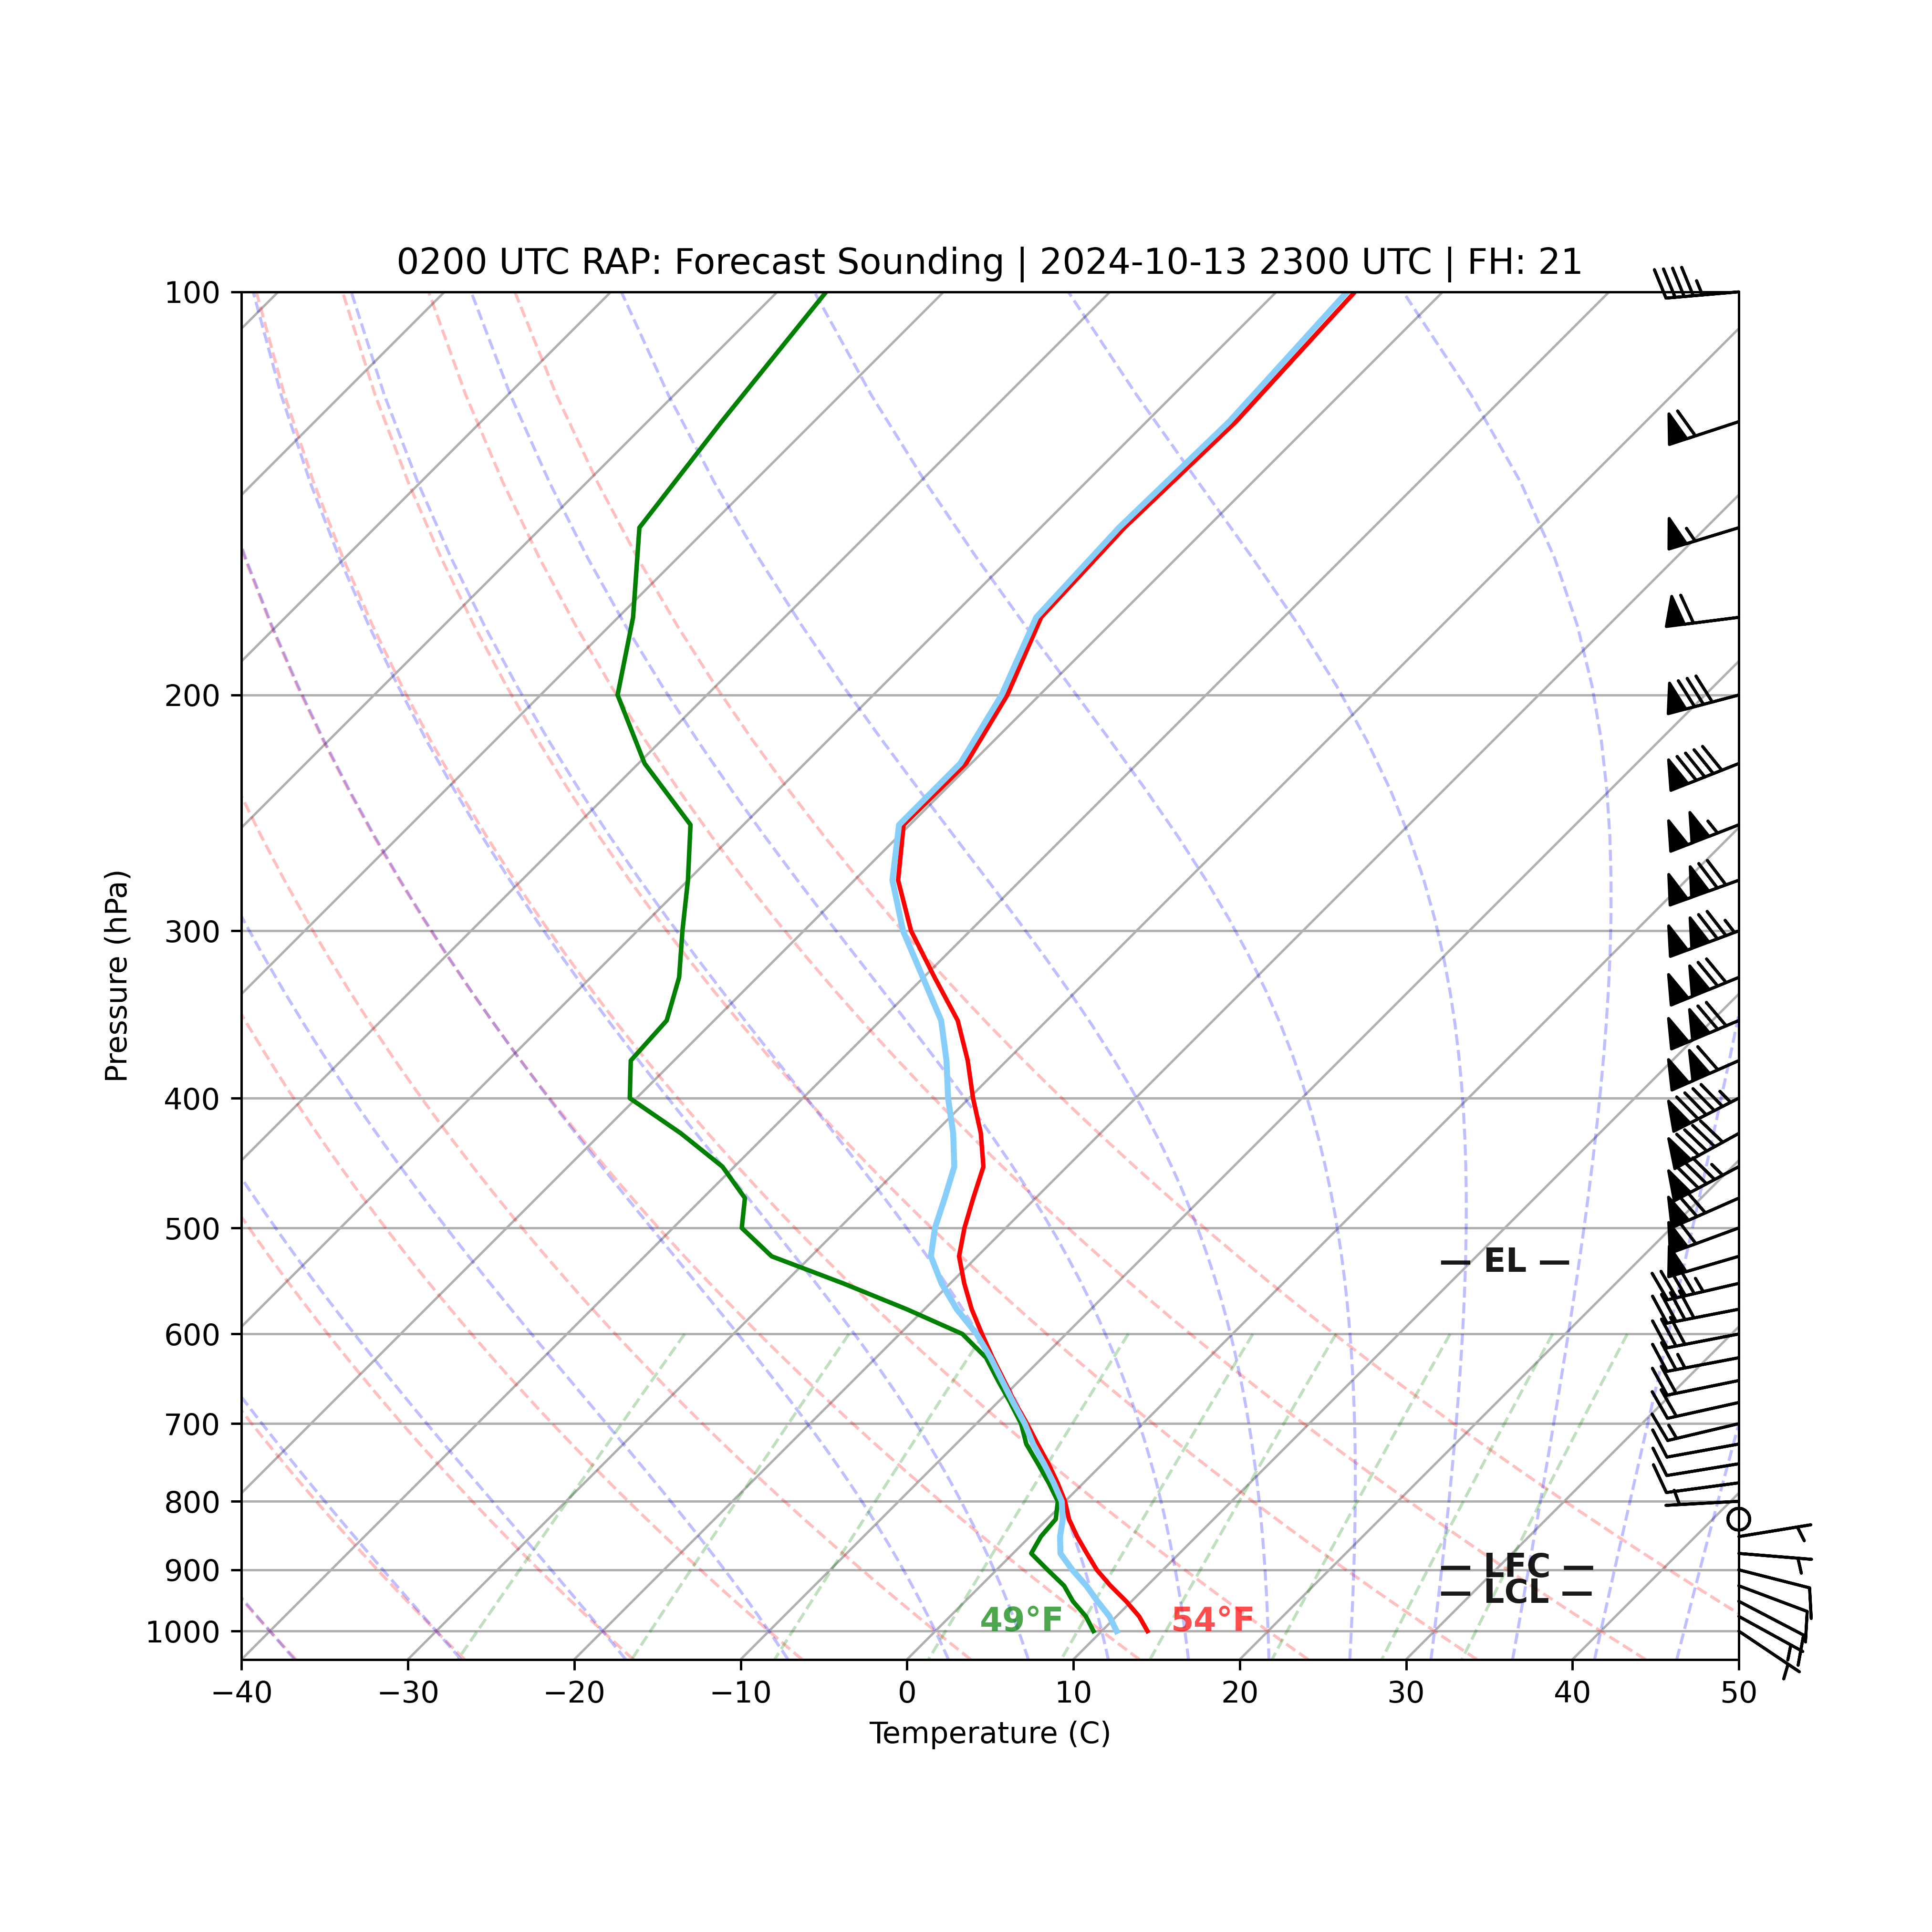 0200 UTC RAP: Forecast Sounding | 2024-10-13 2300 UTC | FH: 21
100
200
300
400
500
600
700
800
900
1000
Pressure (hPa)
— EL —
— LFC —
— LCL —
49°F
54°F
−40 −30 −20 −10 0 10 20 30 40 50
Temperature (C)